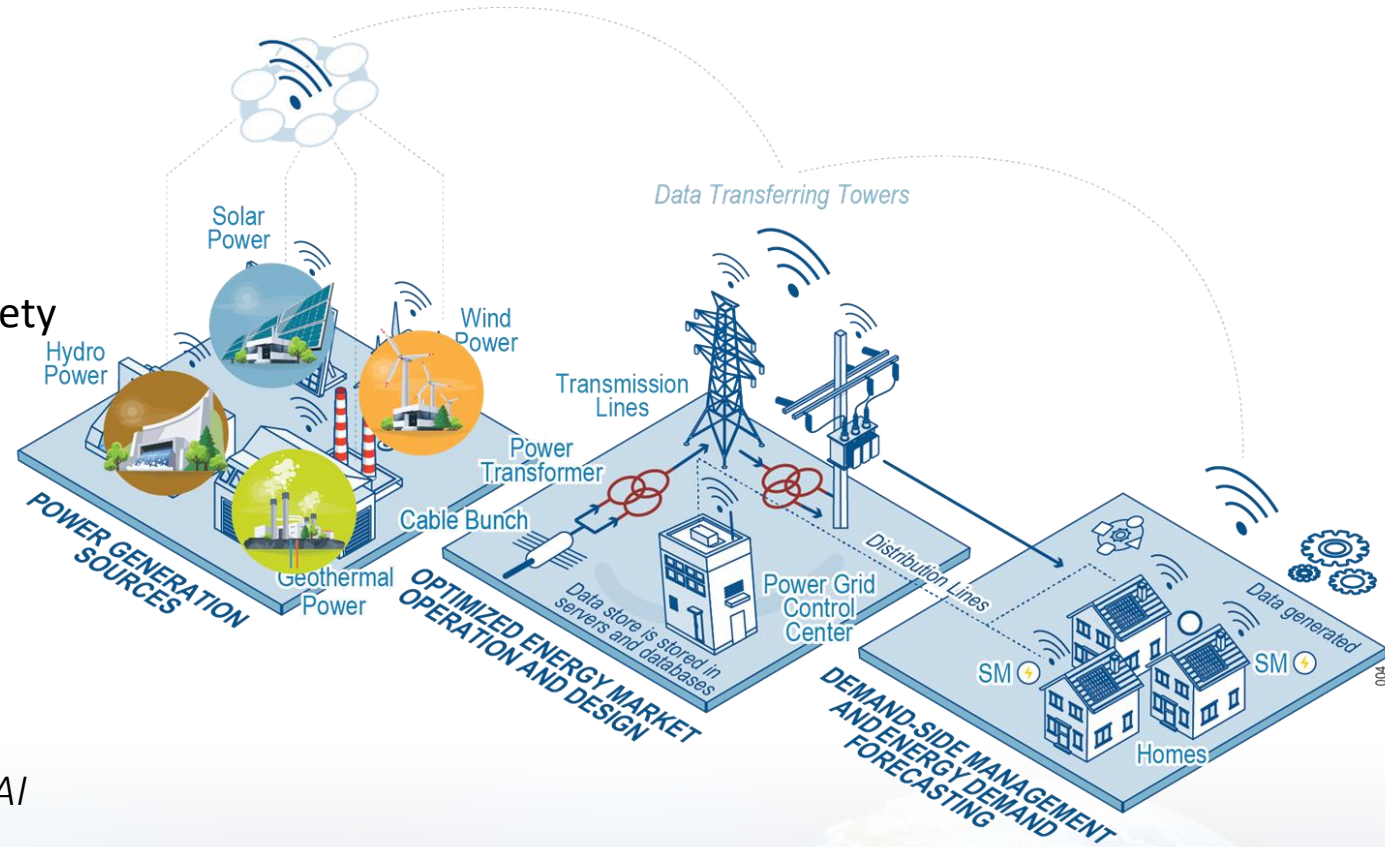 Data Transferring Towers
Solar
Power
ety
Hydro
Power
Wind
Power
Transmission
Lines
Power
Transformer
Cable Bunch
Geothermal
Power
POWER GENERATION
SOURCES
Power Grid
Control
Center
Distribution Lines
Data store is stored in
servers and databases
OPTIMIZED ENERGY MARKET
OPERATION AND DESIGN
Data generated
SM
SM
Homes
004
DEMAND-SIDE MANAGEMENT
AND ENERGY DEMAND
FORECASTING
AI